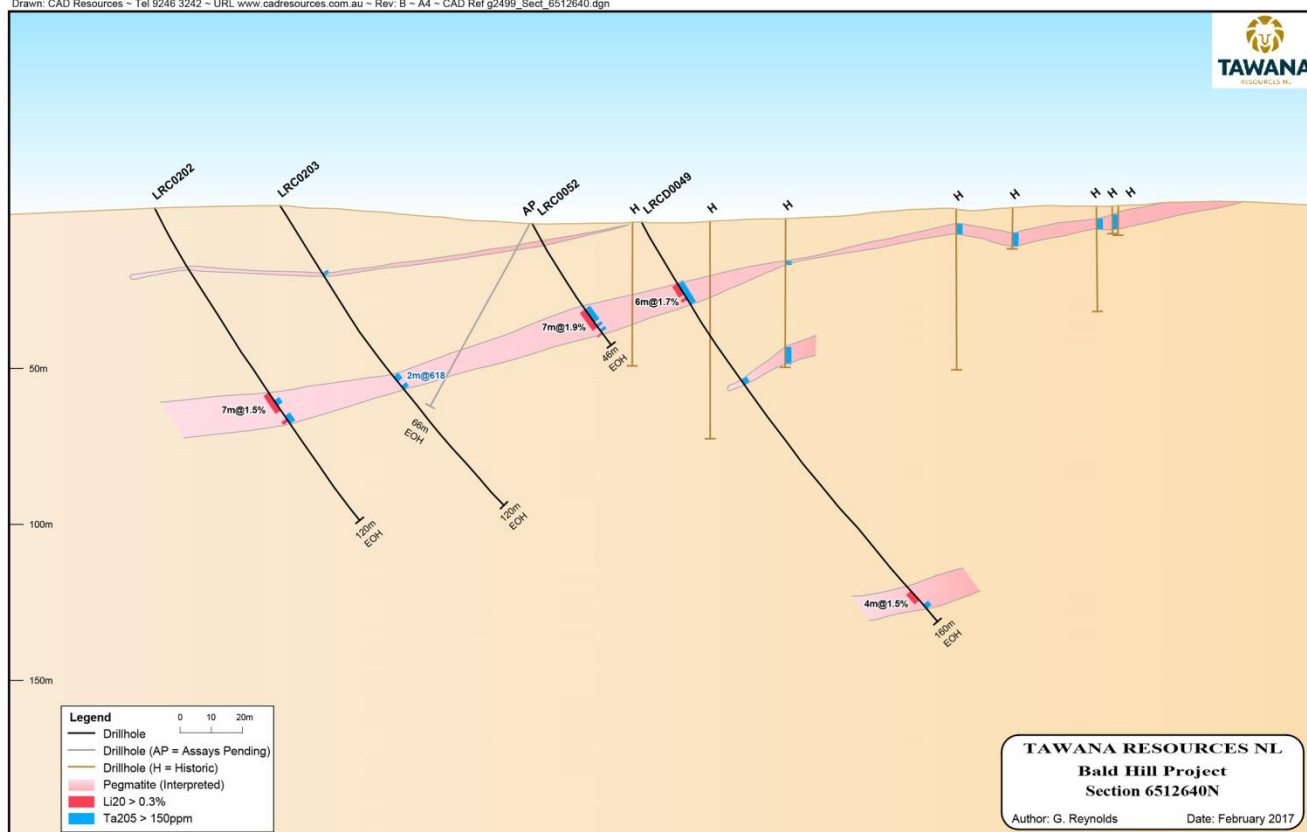 Drawn: CAD Resources ~ Tel 9246 3242 ~ URL www.cadresources.com.au ~ Rev: B ~ A4 ~ CAD Ref g2499_Sect_6512640.dgn
TAWANA
RESOURCES NL
LRC0202
LRC0203
AP
LRC0052
H
LRCD0049
H
H
H
H
H
H
H
6m@1.7%
7m@1.9%
46m
EOH
50m
2m@618
7m@1.5%
66m
EOH
100m
120m
EOH
120m
EOH
4m@1.5%
160m
EOH
150m
Legend
0 10 20m
Drillhole
Drillhole (AP = Assays Pending)
Drillhole (H = Historic)
Pegmatite (Interpreted)
Li20 > 0.3%
Ta205 > 150ppm
TAWANA RESOURCES NL
Bald Hill Project
Section 6512640N
Author: G. Reynolds Date: February 2017